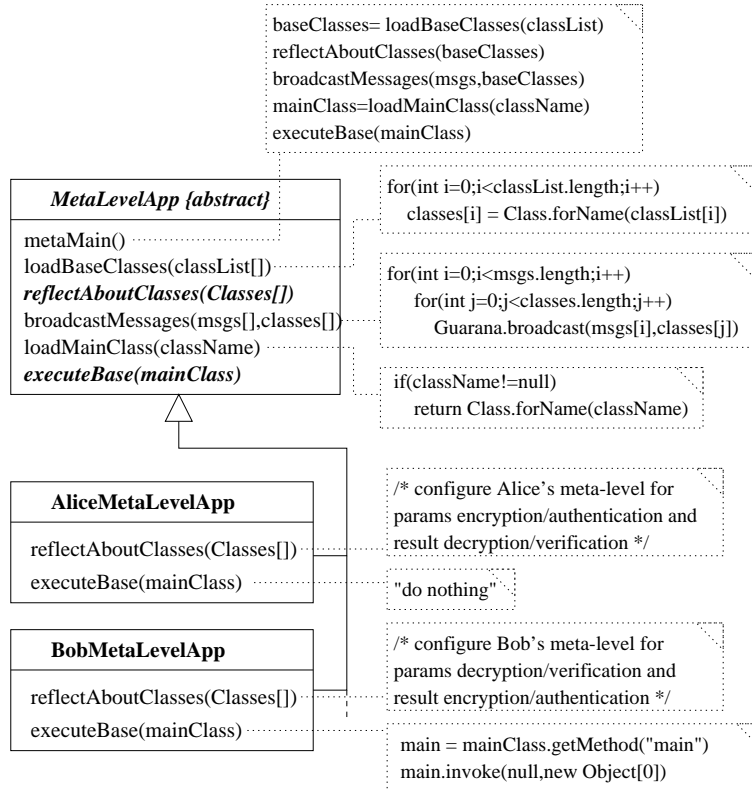 baseClasses= loadBaseClasses(classList)
reflectAboutClasses(baseClasses)
broadcastMessages(msgs,baseClasses)
mainClass=loadMainClass(className)
executeBase(mainClass)
MetaLevelApp {abstract}
metaMain()
loadBaseClasses(classList[])
reflectAboutClasses(Classes[])
broadcastMessages(msgs[],classes[])
loadMainClass(className)
executeBase(mainClass)
for(int i=0;i<classList.length;i++)
classes[i] = Class.forName(classList[i])
for(int i=0;i<msgs.length;i++)
for(int j=0;j<classes.length;j++)
Guarana.broadcast(msgs[i],classes[j])
if(className!=null)
return Class.forName(className)
AliceMetaLevelApp
reflectAboutClasses(Classes[])
executeBase(mainClass)
/* configure Alice's meta-level for
params encryption/authentication and
result decryption/verification */
"do nothing"
BobMetaLevelApp
reflectAboutClasses(Classes[])
executeBase(mainClass)
/* configure Bob's meta-level for
params decryption/verification and
result encryption/authentication */
main = mainClass.getMethod("main")
main.invoke(null,new Object[0])